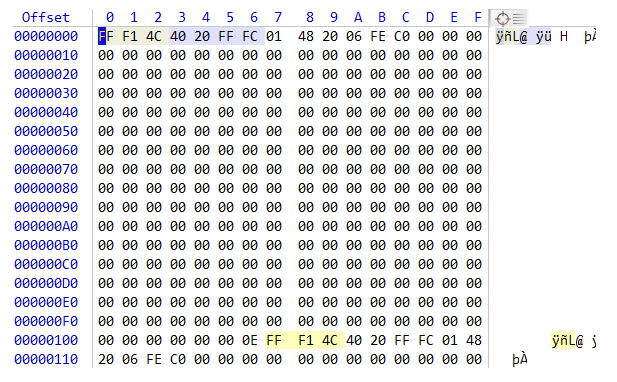 Offset 0 1 2 3 4 5 6 7 8 9 A B C D E F
00000000 FF F1 4C 40 20 FF FC 01 48 20 06 FE C0 00 00 00 ÿñL@ ÿü H þÀ
00000010 00 00 00 00 00 00 00 00 00 00 00 00 00 00 00 00
00000020 00 00 00 00 00 00 00 00 00 00 00 00 00 00 00 00
00000030 00 00 00 00 00 00 00 00 00 00 00 00 00 00 00 00
00000040 00 00 00 00 00 00 00 00 00 00 00 00 00 00 00 00
00000050 00 00 00 00 00 00 00 00 00 00 00 00 00 00 00 00
00000060 00 00 00 00 00 00 00 00 00 00 00 00 00 00 00 00
00000070 00 00 00 00 00 00 00 00 00 00 00 00 00 00 00 00
00000080 00 00 00 00 00 00 00 00 00 00 00 00 00 00 00 00
00000090 00 00 00 00 00 00 00 00 00 00 00 00 00 00 00 00
000000A0 00 00 00 00 00 00 00 00 00 00 00 00 00 00 00 00
000000B0 00 00 00 00 00 00 00 00 00 00 00 00 00 00 00 00
000000C0 00 00 00 00 00 00 00 00 00 00 00 00 00 00 00 00
000000D0 00 00 00 00 00 00 00 00 00 00 00 00 00 00 00 00
000000E0 00 00 00 00 00 00 00 00 00 00 00 00 00 00 00 00
000000F0 00 00 00 00 00 00 00 00 00 00 00 00 00 00 00 00
00000100 00 00 00 00 00 00 0E FF F1 4C 40 20 FF FC 01 48 ÿñL@ ÿ
00000110 20 06 FE C0 00 00 00 00 00 00 00 00 00 00 00 00 þÀ